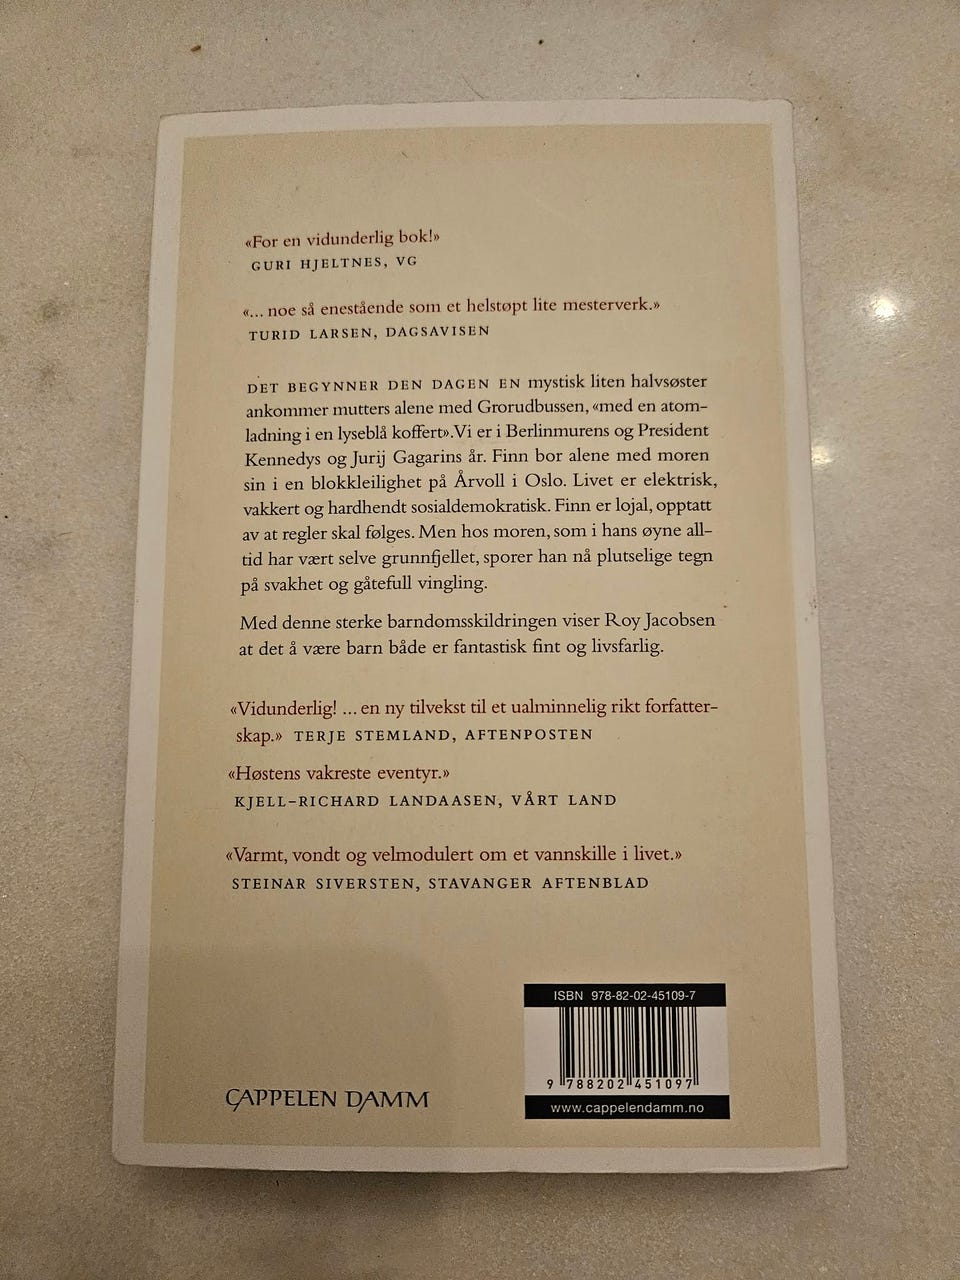 «For en vidunderlig bok!»
GURI HJELTNES, VG
«... noe så enestående som et helstøpt lite mesterverk.»
TURID LARSEN, DAGSAVISEN
DET BEGYNNER DEN DAGEN EN mystisk liten halvsøster
ankommer mutters alene med Grorudbussen, «med en atom-
ladning i en lyseblå koffert». Vi er i Berlinmurens og President
Kennedys og Jurij Gagarins år. Finn bor alene med moren
sin i en blokkleilighet på Årvoll i Oslo. Livet er elektrisk,
vakkert og hardhendt sosialdemokratisk. Finn er lojal, opptatt
av at regler skal følges. Men hos moren, som i hans øyne all-
tid har vært selve grunnfjellet, sporer han nå plutselige tegn
på svakhet og gåtefull vingling.
Med denne sterke barndomsskildringen viser Roy Jacobsen
at det å være barn både er fantastisk fint og livsfarlig.
«Vidunderlig! ... en ny tilvekst til et ualminnelig rikt forfatter-
skap.» TERJE STEMLAND, AFTENPOSTEN
«Høstens vakreste eventyr.»
KJELL-RICHARD LANDAASEN, VÅRT LAND
«Varmt, vondt og velmodulert om et vannskille i livet.»
STEINAR SIVERSTEN, STAVANGER AFTENBLAD
ISBN 978-82-02-45109-7
9 788202 451097
CAPPELEN DAMM
www.cappelendamm.no